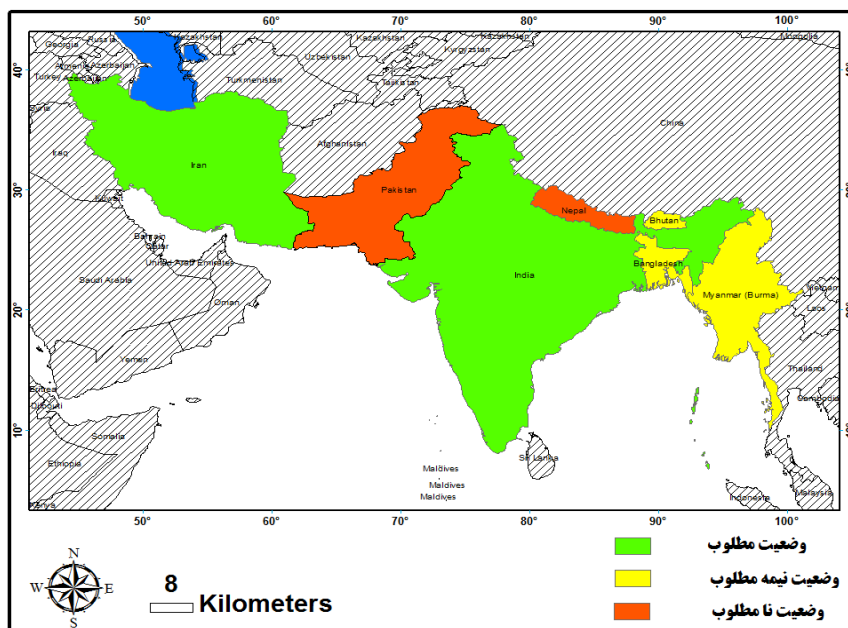 50°
60°
70°
80°
90°
100°
Russia
Kazakhstan
Kazakhstan
Kazakhstan
Mongolia
Georgia
Uzbekistan
Kyrgyzstan
Armenia
Azerbaijan
Turkey
Azerbaijan
Turkmenistan
Tajikistan
40°
Syria
China
Afghanistan
Iraq
Iran
30°
30°
Pakistan
Kuwait
Nepal
Bhutan
Bahrain
Qatar
United Arab Emirates
Bangladesh
Saudi Arabia
India
Myanmar (Burma)
Vietnam
Oman
Laos
20°
Yemen
Thailand
Eritrea
Djibouti
Cambodia
10°
10°
Somalia
Ethiopia
Sri Lanka
Maldives
Maldives
Maldives
Malaysia
Indonesia
Kenya
50°
60°
70°
80°
90°
100°
N
W
E
S
8
Kilometers
وضعیت مطلوب
وضعیت نیمه مطلوب
وضعیت نا مطلوب